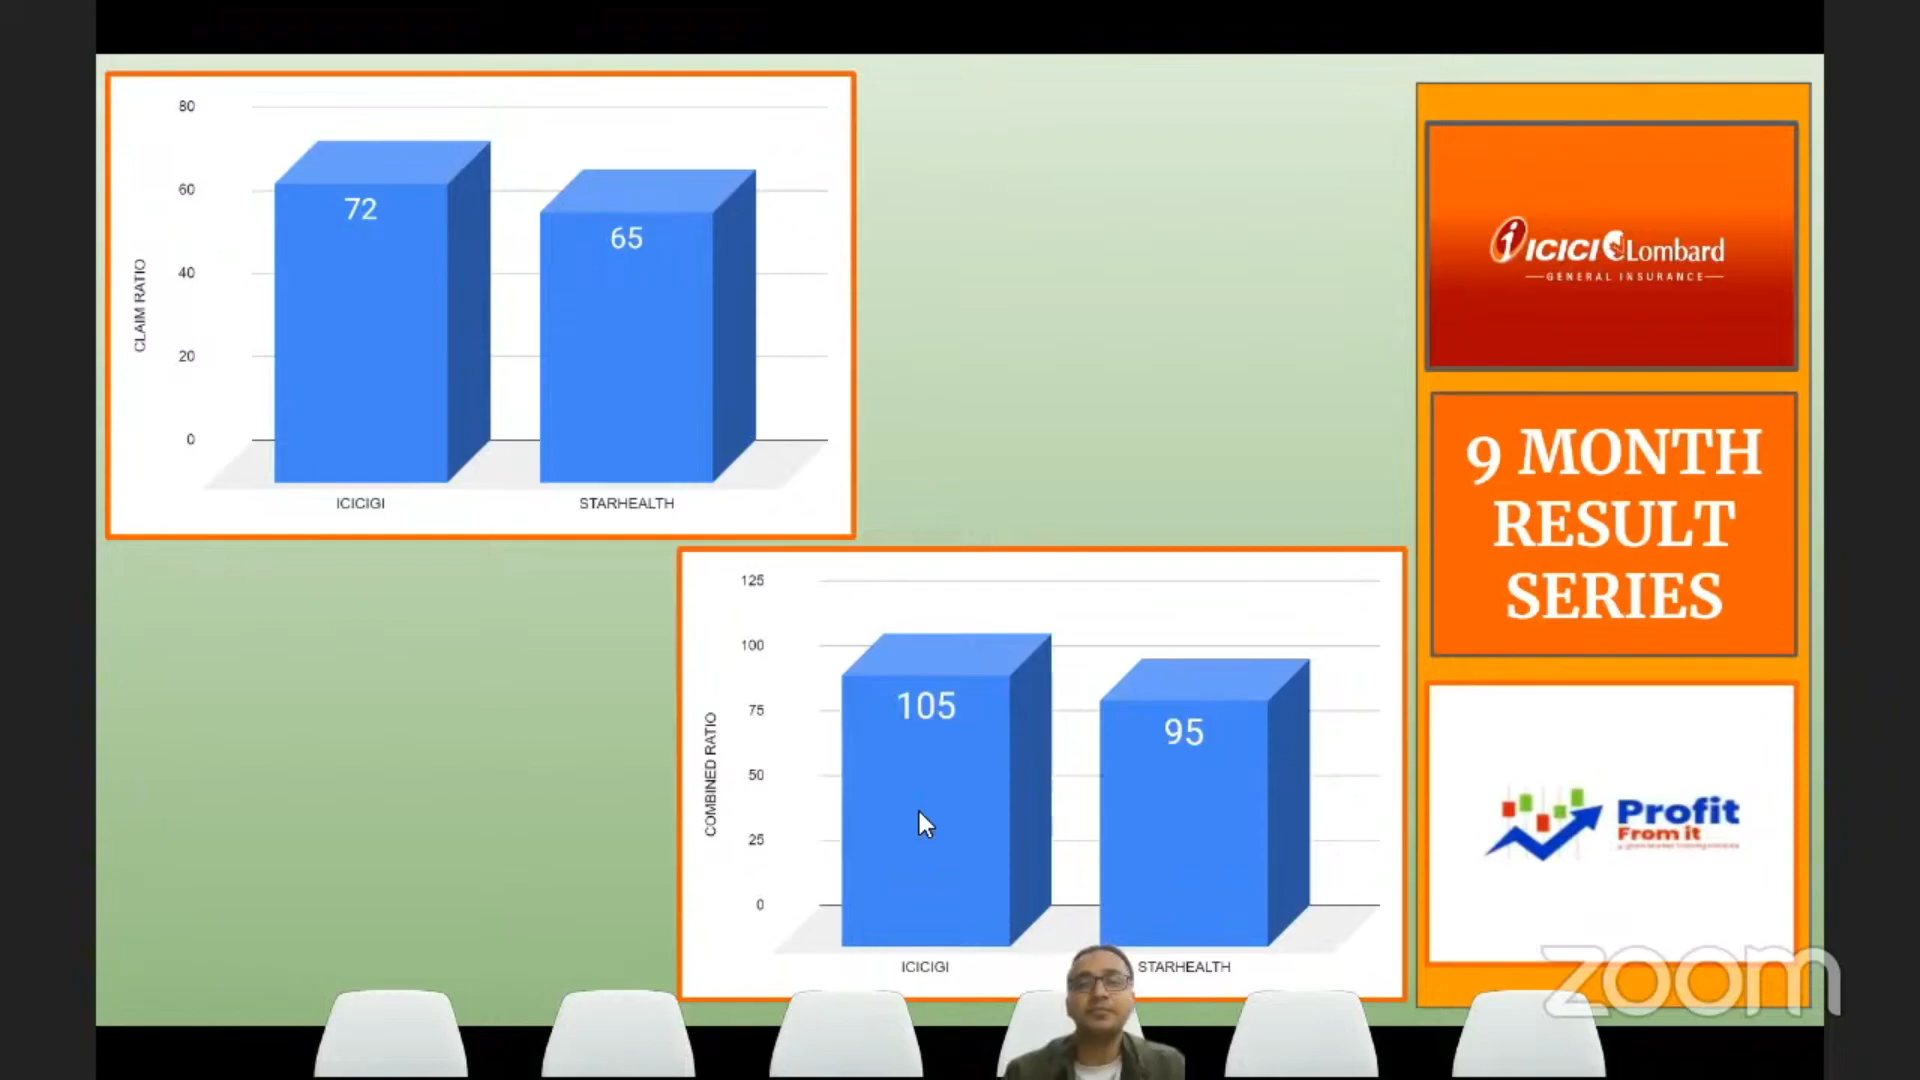 80
60
40
20
0
CLAIM RATIO
72
65
ICICIGI
STARHEALTH
125
100
75
50
25
0
COMBINED RATIO
105
95
ICICIGI
STARHEALTH
i ICICI Lombard
GENERAL INSURANCE
9 MONTH
RESULT
SERIES
Profit
From it
zoom